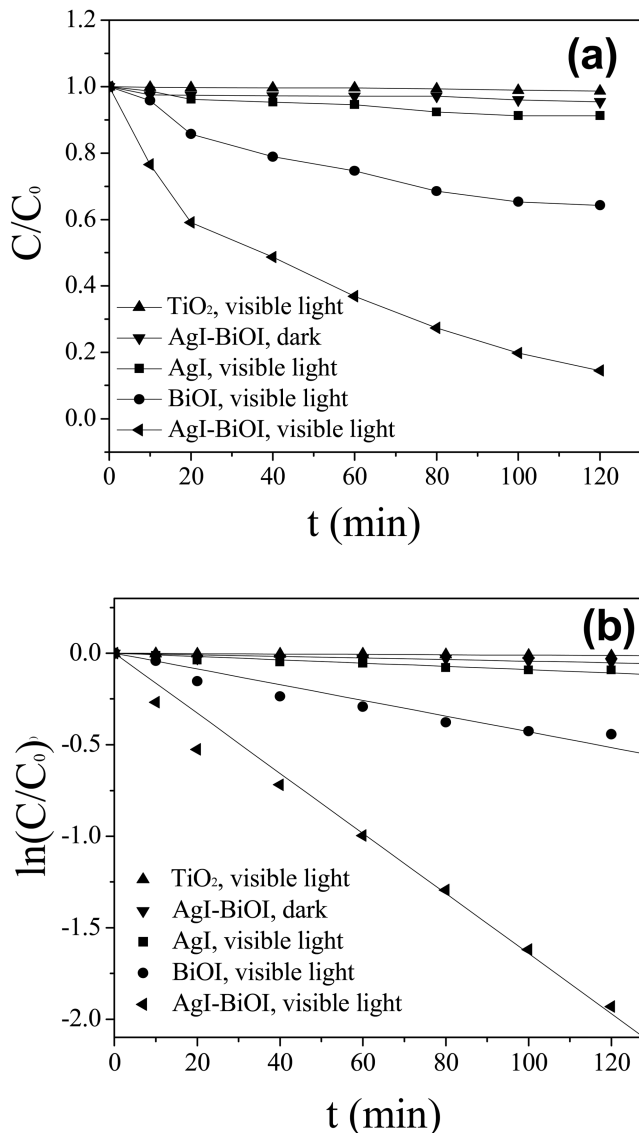 (a)
1.2
1.0
0.8
0.6
0.4
0.2
0.0
C/C₀
TiO₂, visible light
AgI-BiOI, dark
AgI, visible light
BiOI, visible light
AgI-BiOI, visible light
0 20 40 60 80 100 120
t (min)
(b)
0.0
-0.5
-1.0
-1.5
-2.0
ln(C/C₀)
TiO₂, visible light
AgI-BiOI, dark
AgI, visible light
BiOI, visible light
AgI-BiOI, visible light
0 20 40 60 80 100 120
t (min)